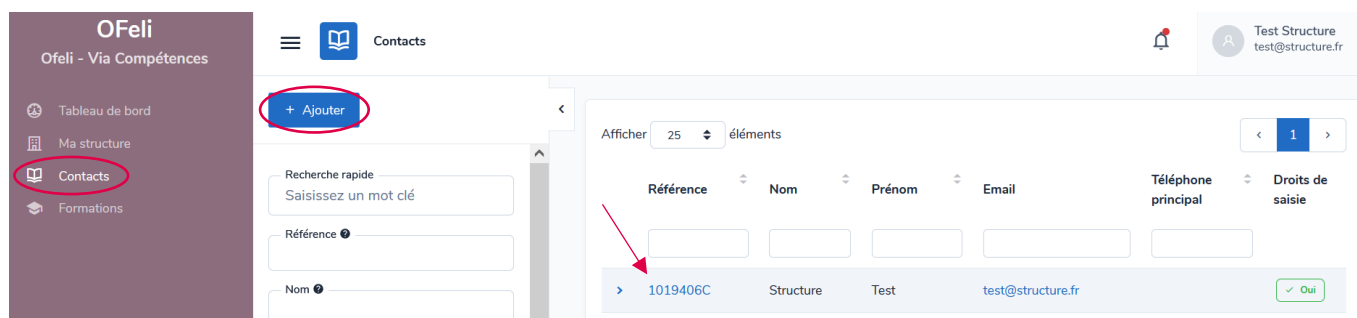 OFeli
Ofeli - Via Compétences
Tableau de bord
Ma structure
Contacts
Formations
Contacts
Test Structure
test@structure.fr
A
+ Ajouter
Recherche rapide
Saisissez un mot clé
Référence
Nom
Afficher 25 éléments
1
Référence Nom Prénom Email Téléphone principal Droits de saisie
1019406C Structure Test test@structure.fr Oui